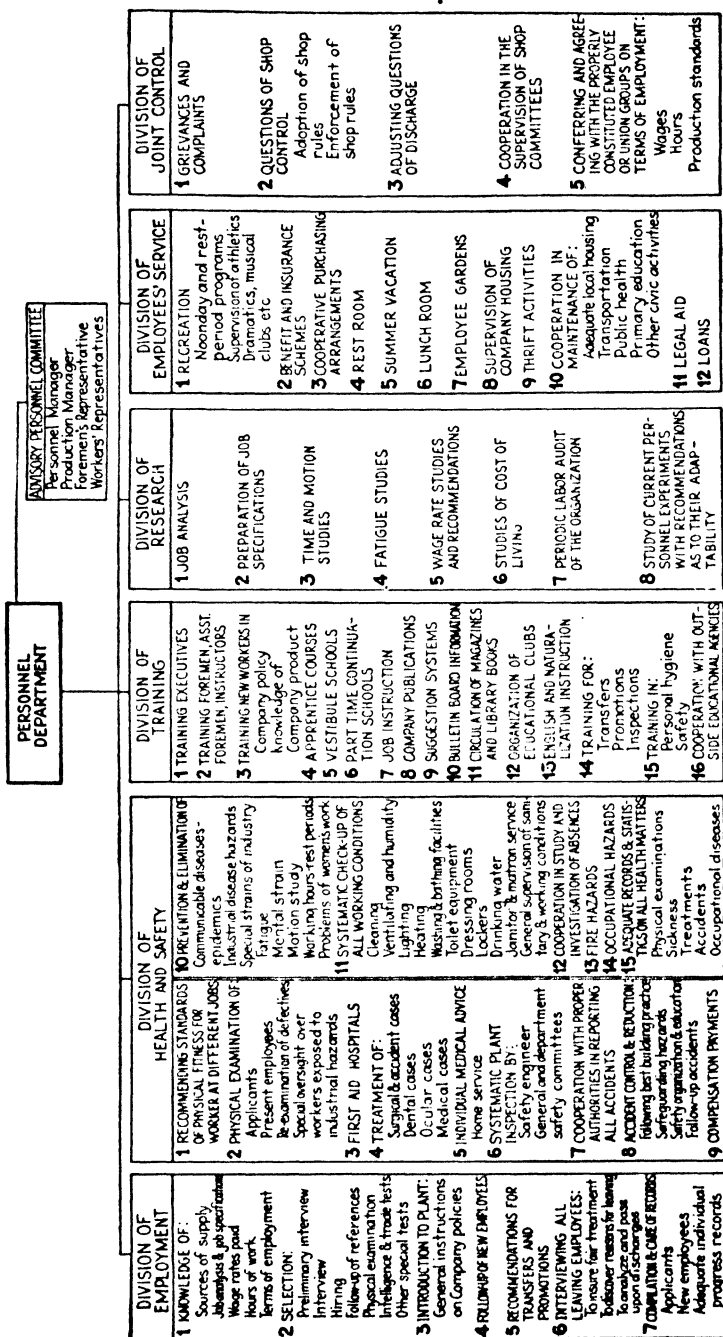 PERSONNEL
DEPARTMENT
ADVISORY PERSONNEL COMMITTEE
Personnel Manager
Production Manager
Foremen's Representative
Workers' Representatives
DIVISION OF
EMPLOYMENT
1 KNOWLEDGE OF:
Sources of supply
Job analysis & job specifications
Wage rates paid
Hours of work
Terms of employment
2 SELECTION:
Preliminary interview
Interview
Hiring
Follow-up of references
Physical examination
Intelligence & trade tests
Other special tests
3 INTRODUCTION TO PLANT:
General instructions
on Company policies
4 FOLLOW-UP OF NEW EMPLOYEES
5 RECOMMENDATIONS FOR
TRANSFERS AND
PROMOTIONS
6 INTERVIEWING ALL
LEAVING EMPLOYEES:
To insure fair treatment
To discover reasons for leaving
To analyze and pass
upon discharges
7 COMPILATION & CARE OF RECORDS
Applicants
New employees
Adequate individual
progress records
DIVISION OF
HEALTH AND SAFETY
1 RECOMMENDING STANDARDS
OF PHYSICAL FITNESS FOR
WORKER AT DIFFERENT JOBS
2 PHYSICAL EXAMINATION OF:
Applicants
Present employees
Re-examination of defectives
Special oversight over
workers exposed to
industrial hazards
3 FIRST AID HOSPITALS
4 TREATMENT OF:
Surgical & accident cases
Dental cases
Ocular cases
Medical cases
5 INDIVIDUAL MEDICAL ADVICE
Home service
6 SYSTEMATIC PLANT
INSPECTION BY:
Safety engineer
General and department
safety committees
7 COOPERATION WITH PROPER
AUTHORITIES IN REPORTING
ALL ACCIDENTS
8 ACCIDENT CONTROL & REDUCTION:
Following best building practice
Safeguarding hazards
Safety organization & education
Follow-up accidents
9 COMPENSATION PAYMENTS
10 PREVENTION & ELIMINATION OF
Communicable diseases-
epidemics
Industrial disease hazards
Special strains of industry
Fatigue
Mental strain
Motion study
Working hours-rest periods
Problems of women's work
11 SYSTEMATIC CHECK-UP OF
ALL WORKING CONDITIONS
Cleaning
Ventilating and humidity
Lighting
Heating
Washing & bathing facilities
Toilet equipment
Dressing rooms
Lockers
Drinking water
Janitor & matron service
General supervision of sani-
tary & working conditions
12 COOPERATION IN STUDY AND
INVESTIGATION OF ABSENCES
13 FIRE HAZARDS
14 OCCUPATIONAL HAZARDS
15 ADEQUATE RECORDS & STATIS-
TICS ON ALL HEALTH MATTERS
Physical examinations
Sickness
Treatments
Accidents
Occupational diseases
DIVISION OF
TRAINING
1 TRAINING EXECUTIVES
2 TRAINING FOREMEN, ASST.
FOREMEN, INSTRUCTORS
3 TRAINING NEW WORKERS IN
Company policy
Knowledge of
Company product
4 APPRENTICE COURSES
5 VESTIBULE SCHOOLS
6 PART TIME CONTINUA-
TION SCHOOLS
7 JOB INSTRUCTION
8 COMPANY PUBLICATIONS
9 SUGGESTION SYSTEMS
10 BULLETIN BOARD INFORMATION
11 CIRCULATION OF MAGAZINES
AND LIBRARY BOOKS
12 ORGANIZATION OF
EDUCATIONAL CLUBS
13 ENGLISH AND NATURA-
LIZATION INSTRUCTION
14 TRAINING FOR:
Transfers
Promotions
Inspections
15 TRAINING IN:
Personal hygiene
Safety
16 COOPERATION WITH OUT-
SIDE EDUCATIONAL AGENCIES
DIVISION OF
RESEARCH
1 JOB ANALYSIS
2 PREPARATION OF JOB
SPECIFICATIONS
3 TIME AND MOTION
STUDIES
4 FATIGUE STUDIES
5 WAGE RATE STUDIES
AND RECOMMENDATIONS
6 STUDIES OF COST OF
LIVING
7 PERIODIC LABOR AUDIT
OF THE ORGANIZATION
8 STUDY OF CURRENT PER-
SONNEL EXPERIMENTS
WITH RECOMMENDATIONS
AS TO THEIR ADAP-
TABILITY
DIVISION OF
EMPLOYEES' SERVICE
1 RECREATION
Noonday and rest-
period programs
Supervision of athletics
Dramatics, musical
clubs etc
2 BENEFIT AND INSURANCE
SCHEMES
3 COOPERATIVE PURCHASING
ARRANGEMENTS
4 REST ROOM
5 SUMMER VACATION
6 LUNCH ROOM
7 EMPLOYEE GARDENS
8 SUPERVISION OF
COMPANY HOUSING
9 THRIFT ACTIVITIES
10 COOPERATION IN
MAINTENANCE OF:
Adequate local housing
Transportation
Public health
Primary education
Other civic activities
11 LEGAL AID
12 LOANS
DIVISION OF
JOINT CONTROL
1 GRIEVANCES AND
COMPLAINTS
2 QUESTIONS OF SHOP
CONTROL
Adoption of shop
rules
Enforcement of
shop rules
3 ADJUSTING QUESTIONS
OF DISCHARGE
4 COOPERATION IN THE
SUPERVISION OF SHOP
COMMITTEES
5 CONFERRING AND AGREE-
ING WITH THE PROPERLY
CONSTITUTED EMPLOYEE
OR UNION GROUPS ON
TERMS OF EMPLOYMENT:
Wages
Hours
Production standards